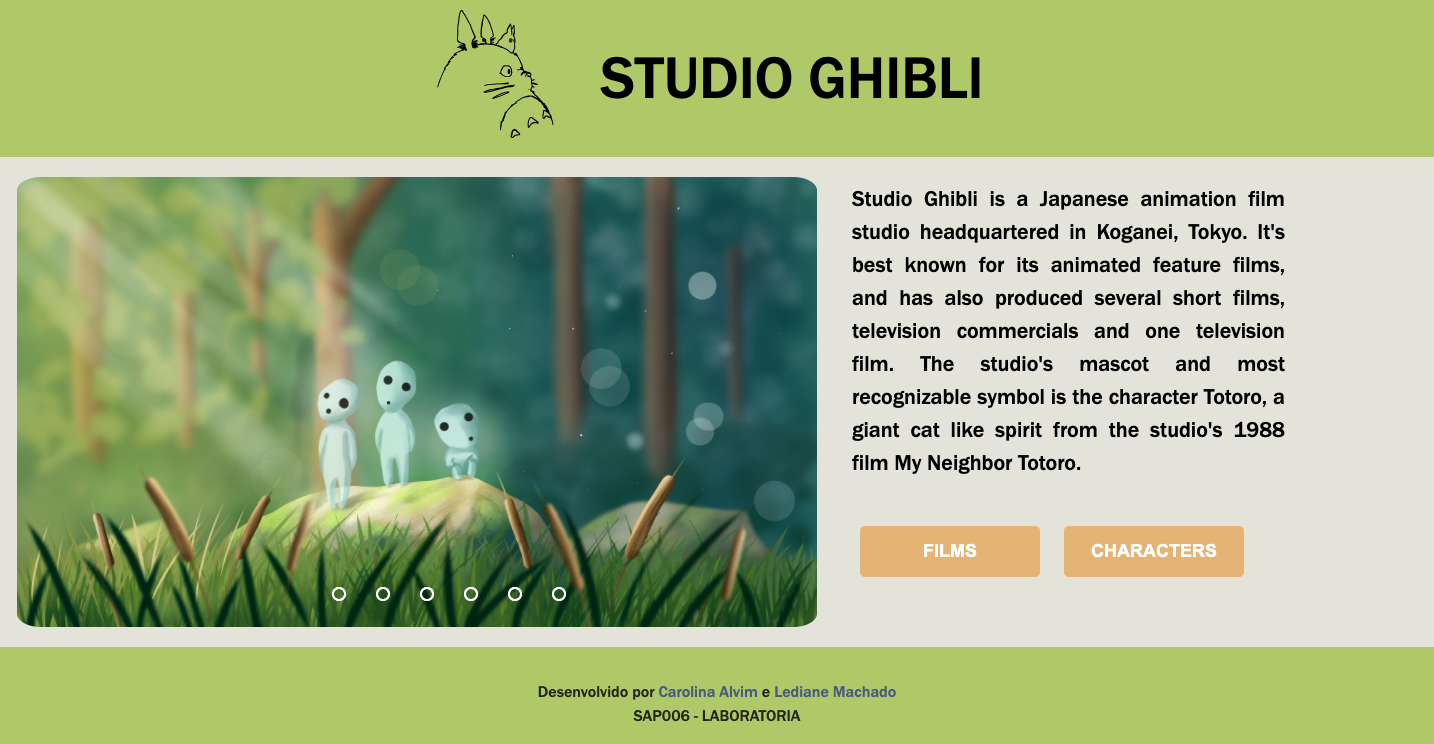 STUDIO GHIBLI
Studio Ghibli is a Japanese animation film
studio headquartered in Koganei, Tokyo. It's
best known for its animated feature films,
and has also produced several short films,
television commercials and one television
film. The studio's mascot and most
recognizable symbol is the character Totoro, a
giant cat like spirit from the studio's 1988
film My Neighbor Totoro.
FILMS
CHARACTERS
Desenvolvido por Carolina Alvim e Lediane Machado
SAP006 - LABORATORIA